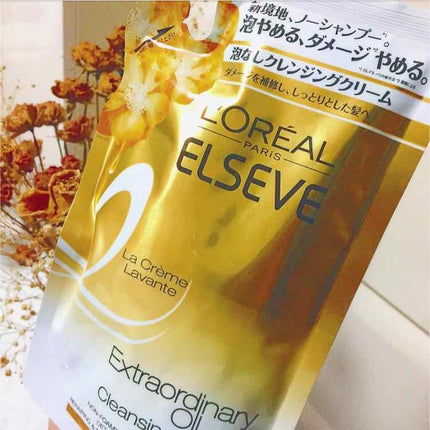 新境地、ノーシャンプー。
泡やめる、ダメージやめる。
泡なしクレンジングクリーム
ダメージを補修し、しっとりとした髪へ
L'ORÉAL
PARIS
ELSEVE
La Crème
Lavante
Extraordinary
Oil
Cleansin
NON-FOAM